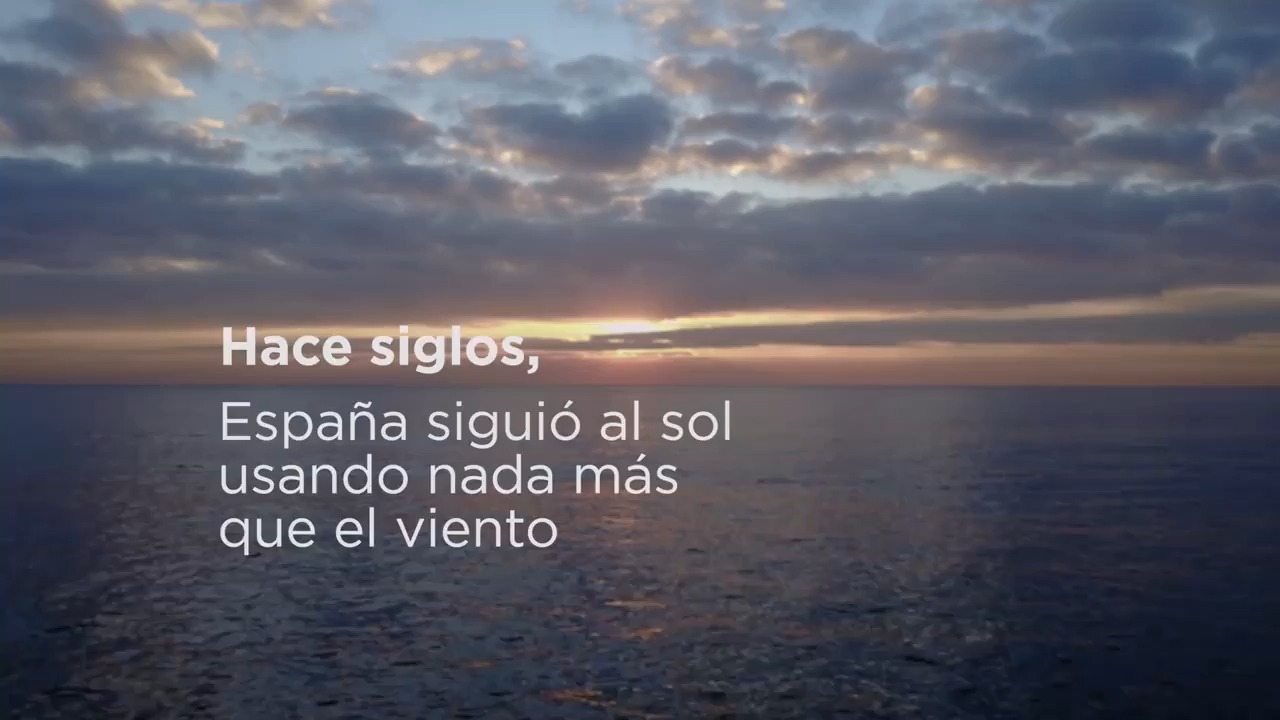 Hace siglos,
España siguió al sol
usando nada más
que el viento